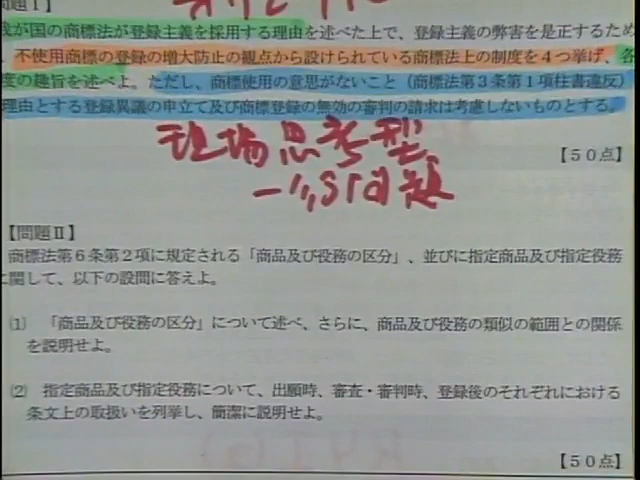 問題Ⅰ】
我が国の商標法が登録主義を採用する理由を述べた上で、登録主義の弊害を是正するため
不使用商標の登録の増大防止の観点から設けられている商標法上の制度を４つ挙げ、各
度の趣旨を述べよ。ただし、商標使用の意思がないこと（商標法第３条第１項柱書違反）
理由とする登録異議の申立て及び商標登録の無効の審判の請求は考慮しないものとする。
現場思考型
【５０点】
問題
【問題Ⅱ】
商標法第６条第２項に規定される「商品及び役務の区分」、並びに指定商品及び指定役務
に関して、以下の設問に答えよ。
(1) 「商品及び役務の区分」について述べ、さらに、商品及び役務の類似の範囲との関係
を説明せよ。
(2) 指定商品及び指定役務について、出願時、審査・審判時、登録後のそれぞれにおける
条文上の取扱いを列挙し、簡潔に説明せよ。
【５０点】